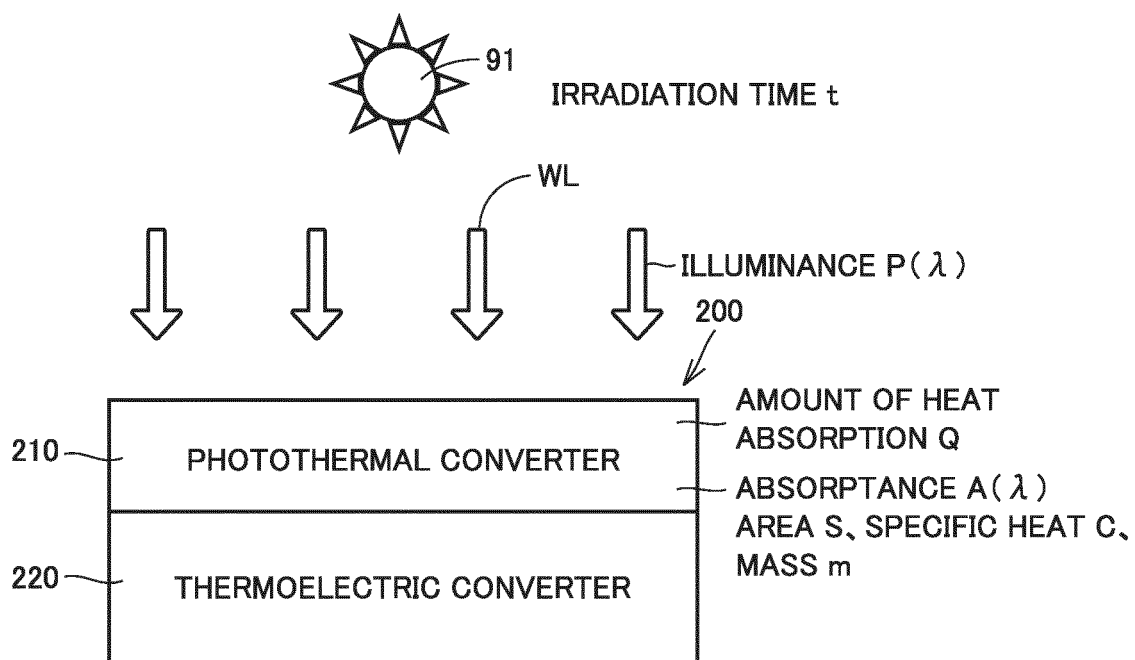 91
IRRADIATION TIME t
WL
ILLUMINANCE P(λ)
200
AMOUNT OF HEAT
ABSORPTION Q
210
PHOTOTHERMAL CONVERTER
ABSORPTANCE A(λ)
AREA S、SPECIFIC HEAT C、
MASS m
220
THERMOELECTRIC CONVERTER